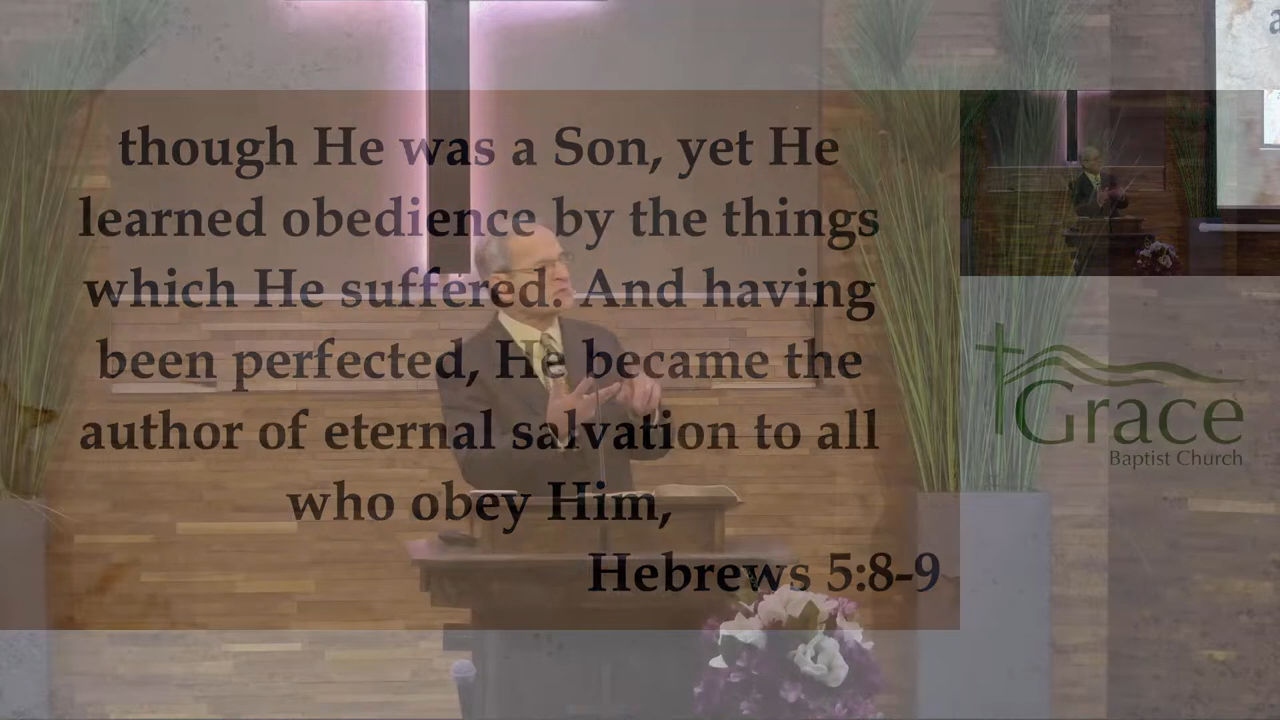 though He was a Son, yet He
learned obedience by the things
which He suffered. And having
been perfected, He became the
author of eternal salvation to all
who obey Him,
Hebrews 5:8-9
Grace
Baptist Church